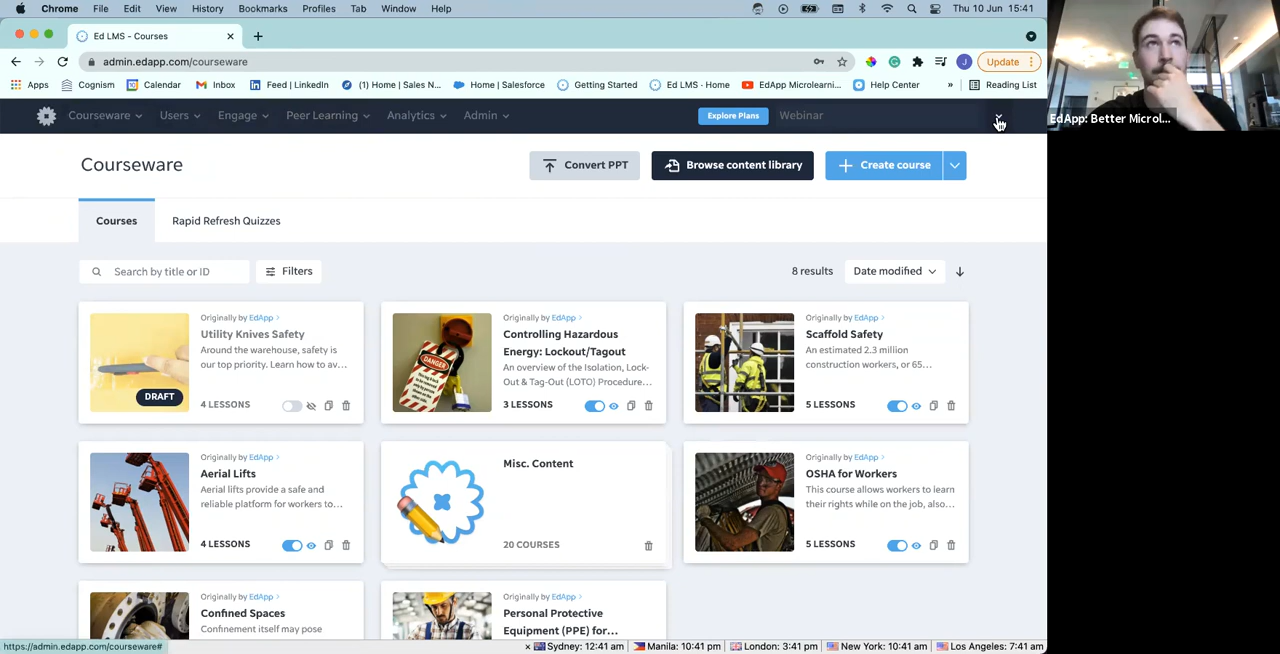 Chrome File Edit View History Bookmarks Profiles Tab Window Help Thu 10 Jun 15:41
Ed LMS - Courses
admin.edapp.com/courseware Update
Apps Cognism Calendar Inbox Feed | LinkedIn (1) Home | Sales N... Home | Salesforce Getting Started Ed LMS · Home EdApp Microlearn... Help Center » Reading List
Courseware Users Engage Peer Learning Analytics Admin Explore Plans Webinar
EdApp: Better Microl...
Courseware Convert PPT Browse content library Create course
Courses Rapid Refresh Quizzes
Search by title or ID Filters 8 results Date modified
Originally by EdApp
Utility Knives Safety
Around the warehouse, safety is
our top priority. Learn how to av...
DRAFT
4 LESSONS
Originally by EdApp
Controlling Hazardous
Energy: Lockout/Tagout
An overview of the Isolation, Lock-
Out & Tag-Out (LOTO) Procedure...
DANGER
3 LESSONS
Originally by EdApp
Scaffold Safety
An estimated 2.3 million
construction workers, or 65...
5 LESSONS
Originally by EdApp
Aerial Lifts
Aerial lifts provide a safe and
reliable platform for workers to...
4 LESSONS
Misc. Content
20 COURSES
Originally by EdApp
OSHA for Workers
This course allows workers to learn
their rights while on the job, also...
5 LESSONS
Originally by EdApp
Confined Spaces
Confinement itself may pose
Originally by EdApp
Personal Protective
Equipment (PPE) for...
https://admin.edapp.com/courseware#
Sydney: 12:41 am Manila: 10:41 pm London: 3:41 pm New York: 10:41 am Los Angeles: 7:41 am